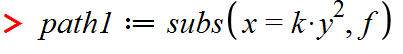 > path1 := subs(x = k·y², f)